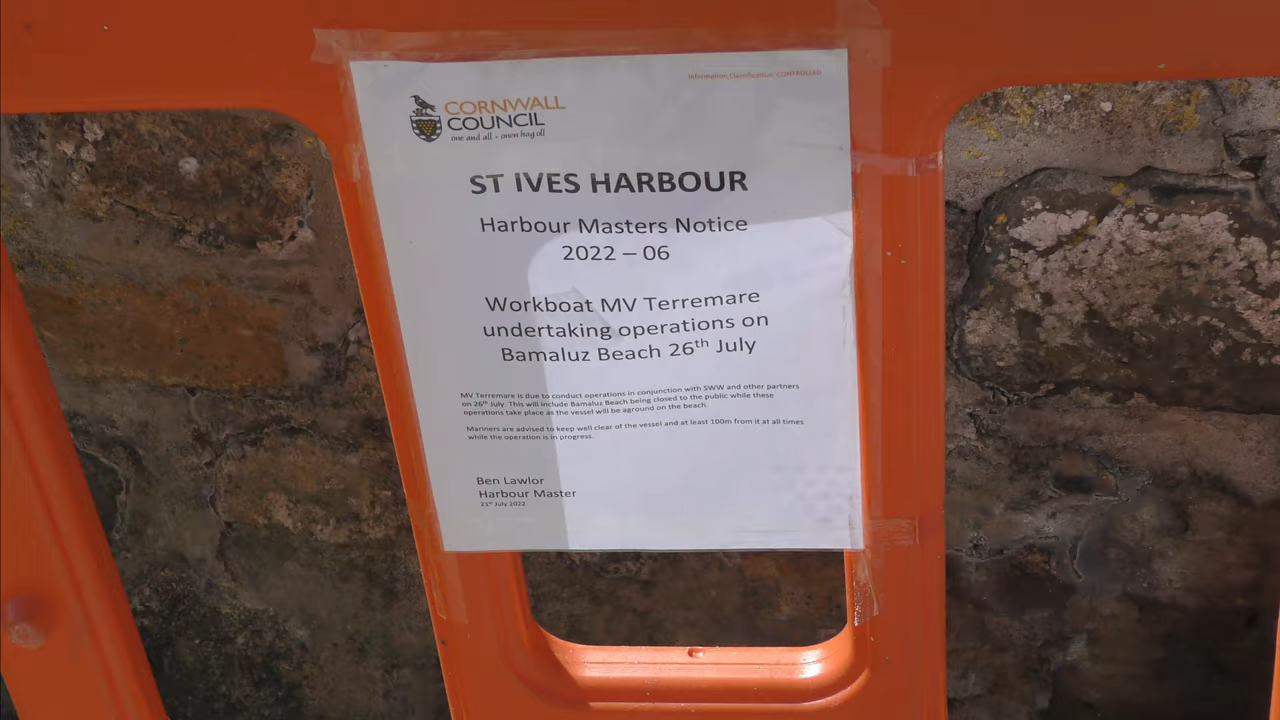 Information Classification: CONTROLLED
CORNWALL
COUNCIL
one and all • onen hag oll
ST IVES HARBOUR
Harbour Masters Notice
2022 – 06
Workboat MV Terremare
undertaking operations on
Bamaluz Beach 26th July
MV Terremare is due to conduct operations in conjunction with SWW and other partners
on 26th July. This will include Bamaluz Beach being closed to the public while these
operations take place as the vessel will be aground on the beach.
Mariners are advised to keep well clear of the vessel and at least 100m from it at all times
while the operation is in progress.
Ben Lawlor
Harbour Master
21st July 2022